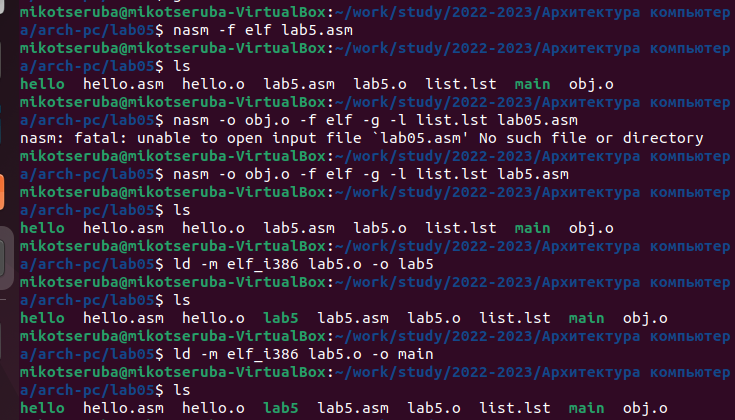 mikotseruba@mikotseruba-VirtualBox:~/work/study/2022-2023/Архитектура компьютер
a/arch-pc/lab05$ nasm -f elf lab5.asm
mikotseruba@mikotseruba-VirtualBox:~/work/study/2022-2023/Архитектура компьютер
a/arch-pc/lab05$ ls
hello  hello.asm  hello.o  lab5.asm  lab5.o  list.lst  main  obj.o
mikotseruba@mikotseruba-VirtualBox:~/work/study/2022-2023/Архитектура компьютер
a/arch-pc/lab05$ nasm -o obj.o -f elf -g -l list.lst lab05.asm
nasm: fatal: unable to open input file `lab05.asm' No such file or directory
mikotseruba@mikotseruba-VirtualBox:~/work/study/2022-2023/Архитектура компьютер
a/arch-pc/lab05$ nasm -o obj.o -f elf -g -l list.lst lab5.asm
mikotseruba@mikotseruba-VirtualBox:~/work/study/2022-2023/Архитектура компьютер
a/arch-pc/lab05$ ls
hello  hello.asm  hello.o  lab5.asm  lab5.o  list.lst  main  obj.o
mikotseruba@mikotseruba-VirtualBox:~/work/study/2022-2023/Архитектура компьютер
a/arch-pc/lab05$ ld -m elf_i386 lab5.o -o lab5
mikotseruba@mikotseruba-VirtualBox:~/work/study/2022-2023/Архитектура компьютер
a/arch-pc/lab05$ ls
hello  hello.asm  hello.o  lab5  lab5.asm  lab5.o  list.lst  main  obj.o
mikotseruba@mikotseruba-VirtualBox:~/work/study/2022-2023/Архитектура компьютер
a/arch-pc/lab05$ ld -m elf_i386 lab5.o -o main
mikotseruba@mikotseruba-VirtualBox:~/work/study/2022-2023/Архитектура компьютер
a/arch-pc/lab05$ ls
hello  hello.asm  hello.o  lab5  lab5.asm  lab5.o  list.lst  main  obj.o